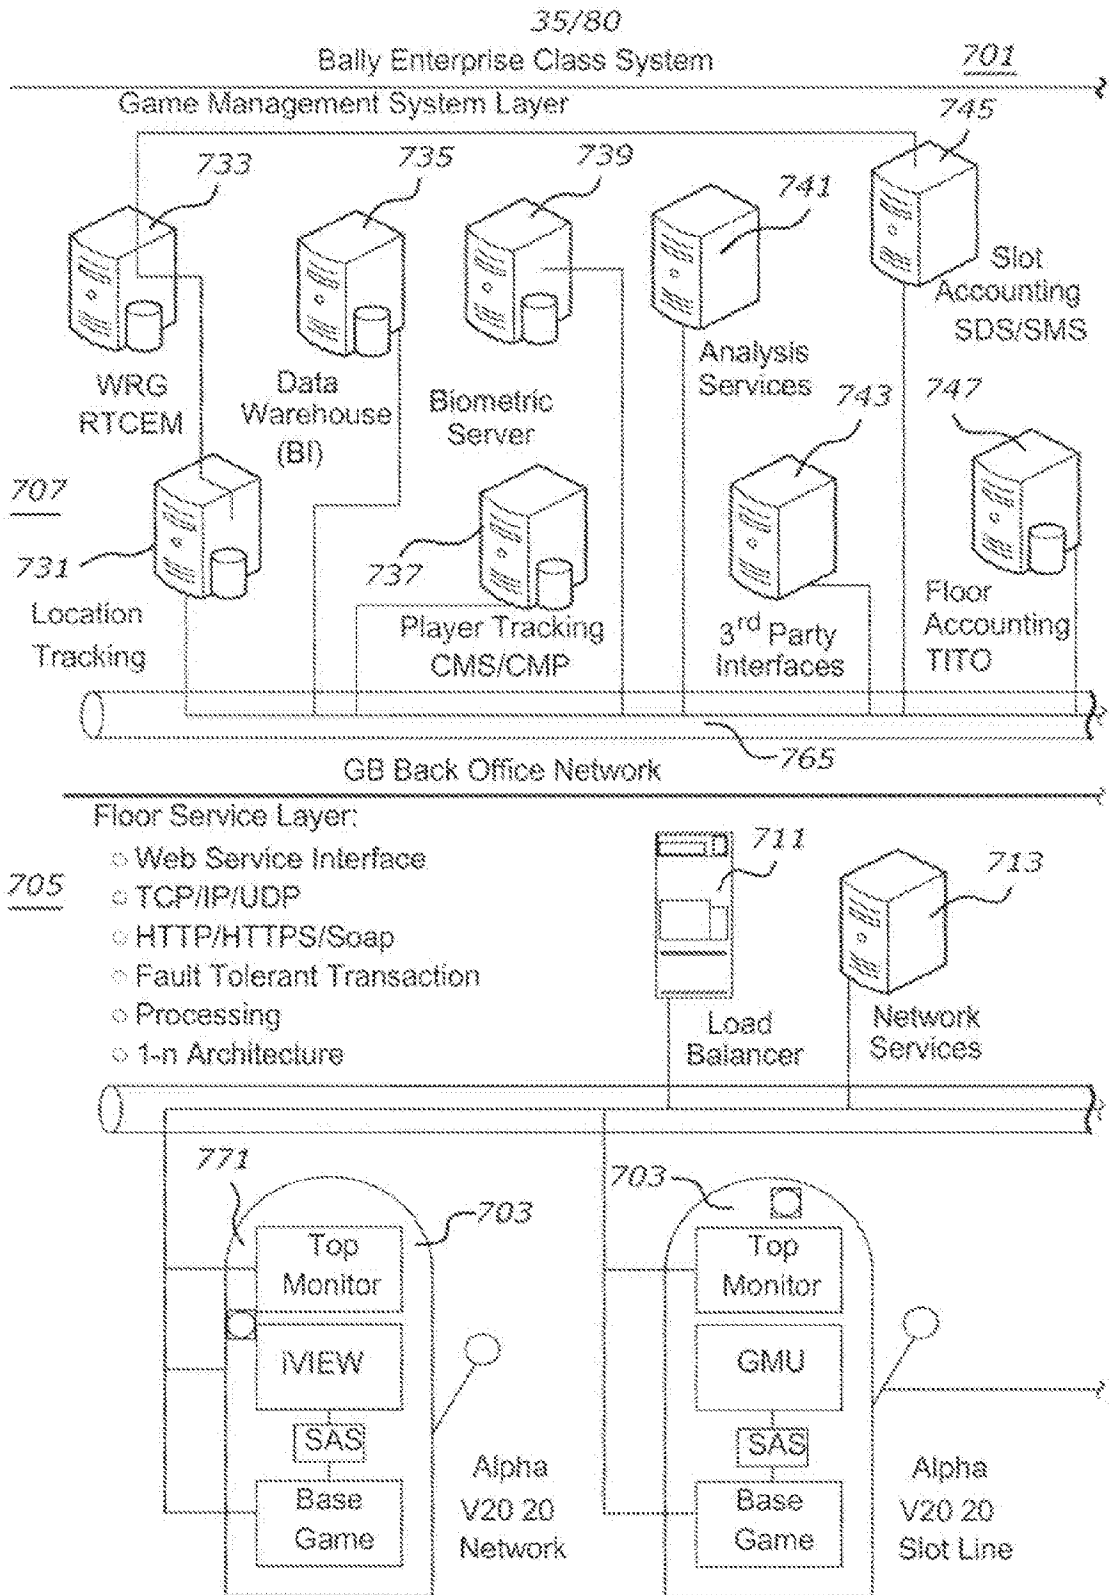 35/80
Bally Enterprise Class System
701
Game Management System Layer
745
733
735
739
741
Slot
Accounting
SDS/SMS
WRG
RTCEM
Data
Warehouse
(BI)
Biometric
Server
Analysis
Services
743
747
707
731
737
Location
Tracking
Player Tracking
CMS/CMP
3rd Party
Interfaces
Floor
Accounting
TITO
765
GB Back Office Network
Floor Service Layer:
○ Web Service Interface
705
○ TCP/IP/UDP
○ HTTP/HTTPS/Soap
○ Fault Tolerant Transaction
○ Processing
○ 1-n Architecture
711
713
Load
Balancer
Network
Services
771
703
703
Top
Monitor
iVIEW
SAS
Base
Game
Alpha
V20 20
Network
Top
Monitor
GMU
SAS
Base
Game
Alpha
V20 20
Slot Line